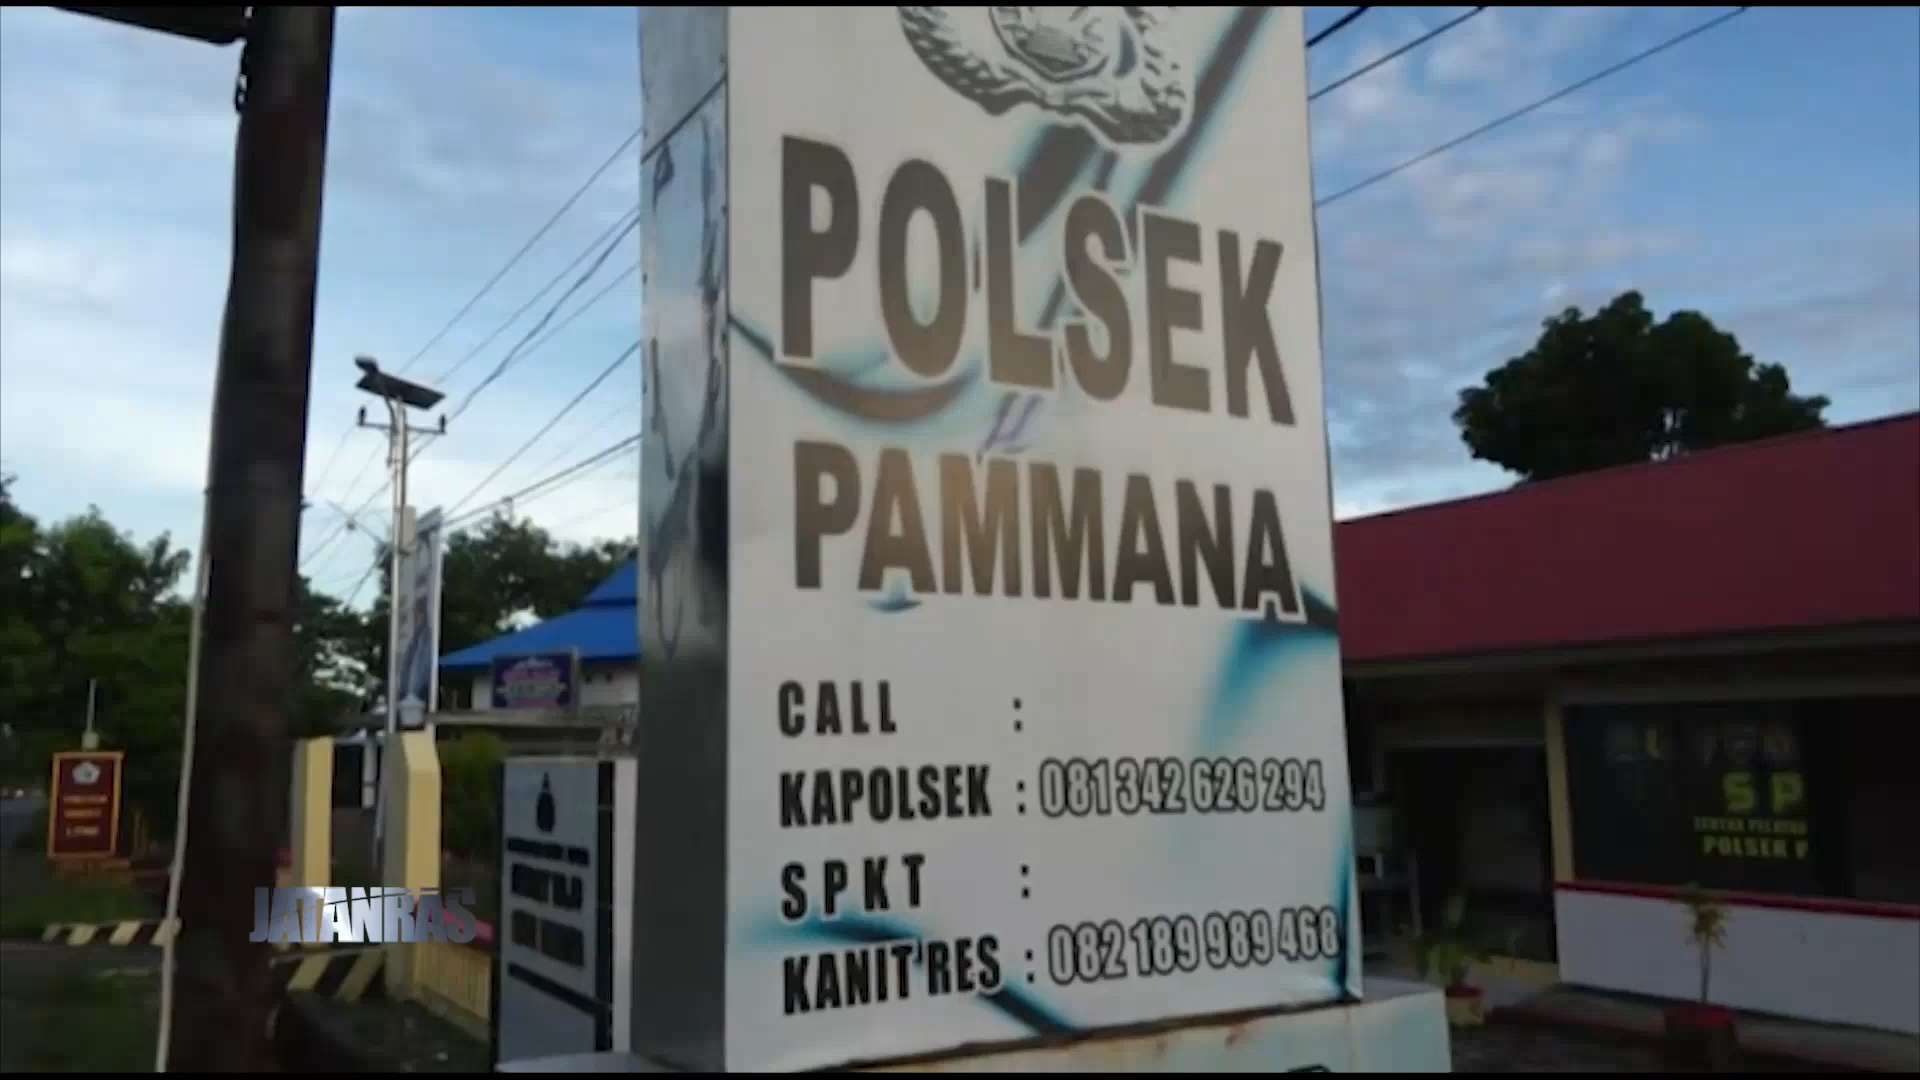 POLSEK
PAMMANA
CALL :
KAPOLSEK : 081 342 626 294
SPKT :
KANIT'RES : 082 189 989 468
JATANRAS
SP
POLSEK P